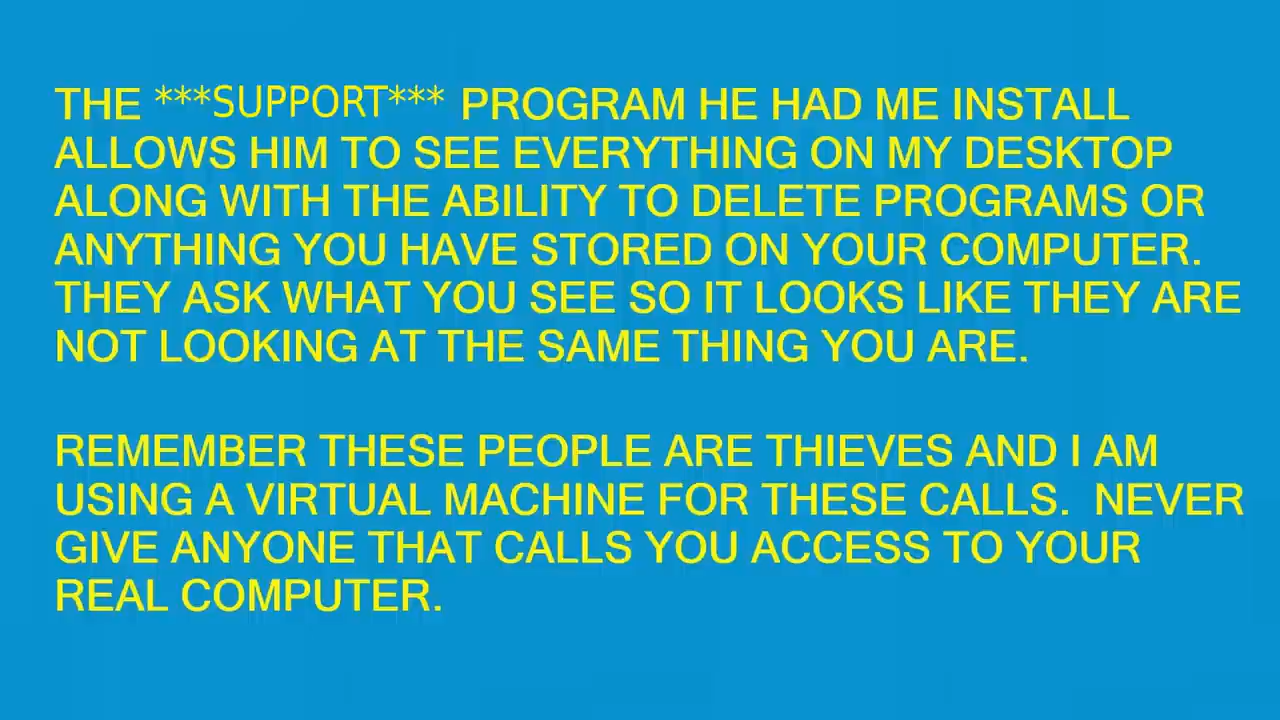 THE ***SUPPORT*** PROGRAM HE HAD ME INSTALL
ALLOWS HIM TO SEE EVERYTHING ON MY DESKTOP
ALONG WITH THE ABILITY TO DELETE PROGRAMS OR
ANYTHING YOU HAVE STORED ON YOUR COMPUTER.
THEY ASK WHAT YOU SEE SO IT LOOKS LIKE THEY ARE
NOT LOOKING AT THE SAME THING YOU ARE.
REMEMBER THESE PEOPLE ARE THIEVES AND I AM
USING A VIRTUAL MACHINE FOR THESE CALLS.  NEVER
GIVE ANYONE THAT CALLS YOU ACCESS TO YOUR
REAL COMPUTER.